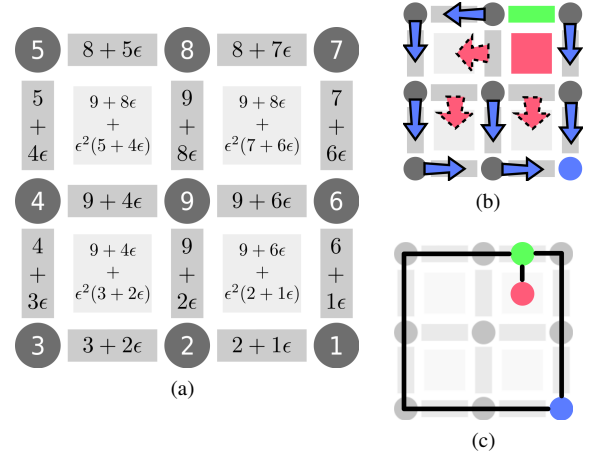 5 8 + 5ϵ 8 8 + 7ϵ 7
5 + 4ϵ
9 + 8ϵ + ϵ²(5 + 4ϵ)
9 + 8ϵ
9 + 8ϵ + ϵ²(7 + 6ϵ)
7 + 6ϵ
4 9 + 4ϵ 9 9 + 6ϵ 6
4 + 3ϵ
9 + 4ϵ + ϵ²(3 + 2ϵ)
9 + 2ϵ
9 + 6ϵ + ϵ²(2 + 1ϵ)
6 + 1ϵ
3 3 + 2ϵ 2 2 + 1ϵ 1
(a)
(b)
(c)